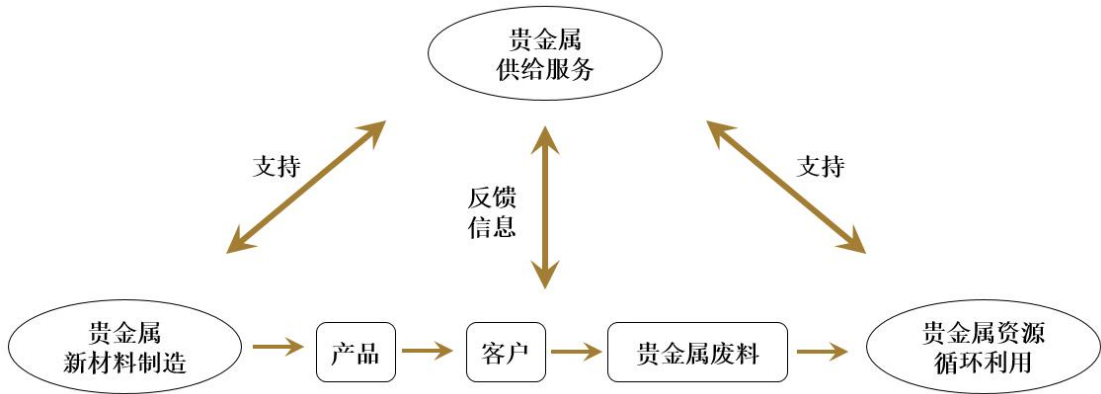 贵金属
供给服务
支持
支持
反馈
信息
贵金属
新材料制造
产品
客户
贵金属废料
贵金属资源
循环利用